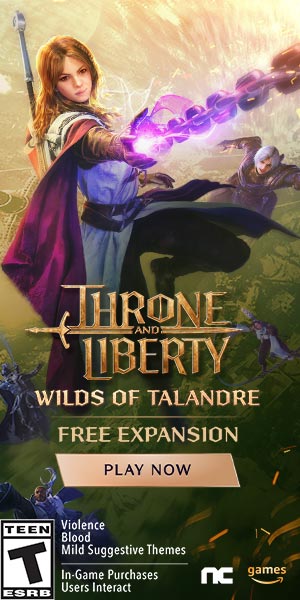 THRONE
AND
LIBERTY
WILDS OF TALANDRE
FREE EXPANSION
PLAY NOW
TEEN
T
ESRB
Violence
Blood
Mild Suggestive Themes
In-Game Purchases
Users Interact
NC
games